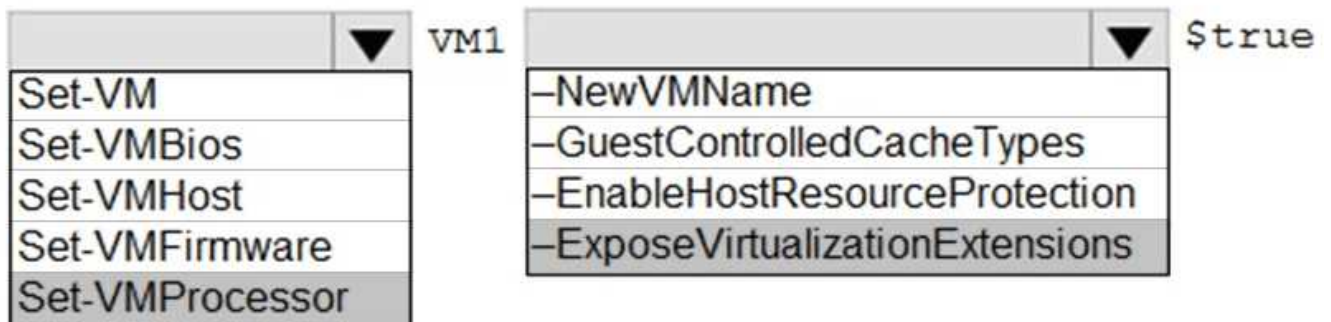 VM1 $true
Set-VM
Set-VMBios
Set-VMHost
Set-VMFirmware
Set-VMProcessor
–NewVMName
–GuestControlledCacheTypes
–EnableHostResourceProtection
–ExposeVirtualizationExtensions